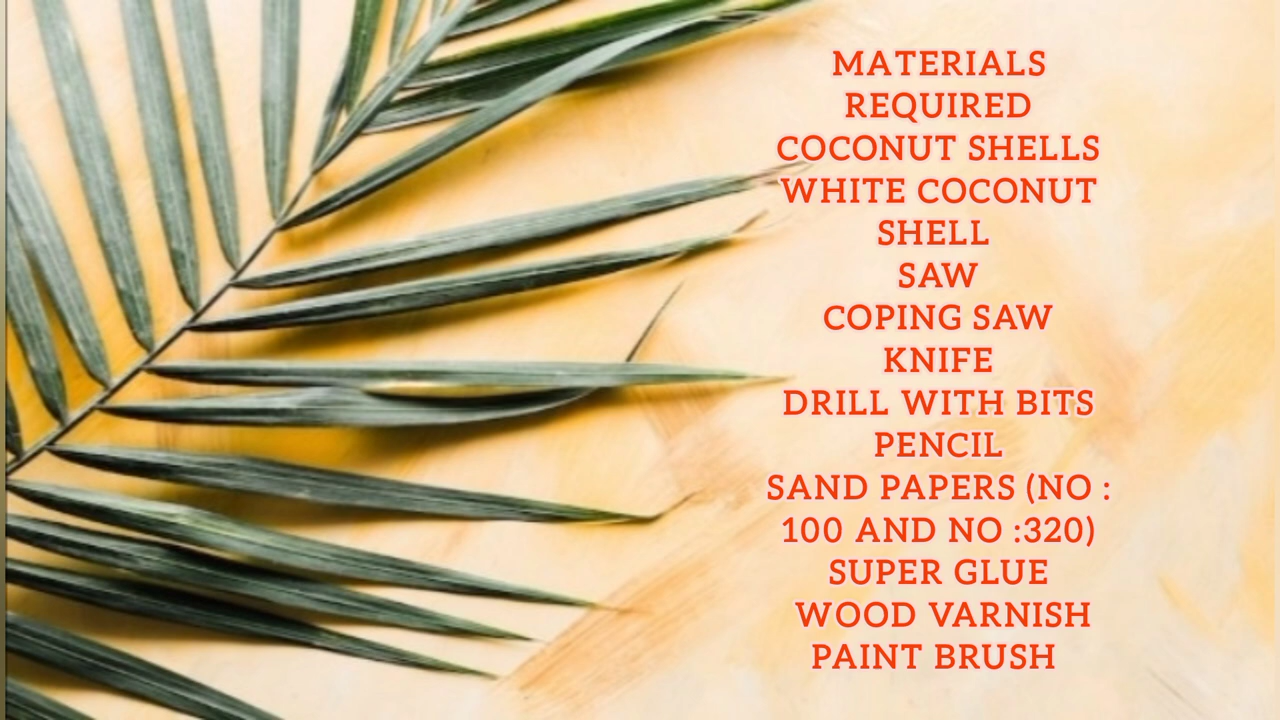 MATERIALS
REQUIRED
COCONUT SHELLS
WHITE COCONUT
SHELL
SAW
COPING SAW
KNIFE
DRILL WITH BITS
PENCIL
SAND PAPERS (NO :
100 AND NO :320)
SUPER GLUE
WOOD VARNISH
PAINT BRUSH